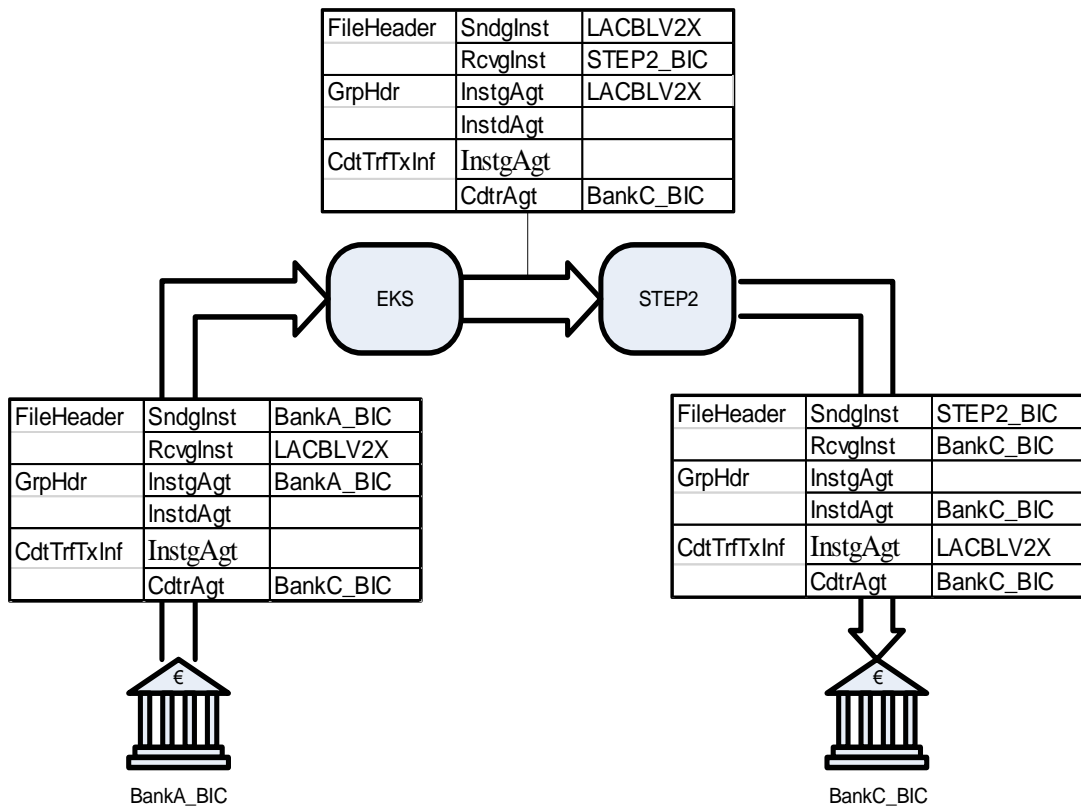 FileHeader SndgInst LACBLV2X
RcvgInst STEP2_BIC
GrpHdr InstgAgt LACBLV2X
InstdAgt
CdtTrfTxInf InstgAgt
CdtrAgt BankC_BIC
EKS
STEP2
FileHeader SndgInst BankA_BIC
RcvgInst LACBLV2X
GrpHdr InstgAgt BankA_BIC
InstdAgt
CdtTrfTxInf InstgAgt
CdtrAgt BankC_BIC
FileHeader SndgInst STEP2_BIC
RcvgInst BankC_BIC
GrpHdr InstgAgt
InstdAgt BankC_BIC
CdtTrfTxInf InstgAgt LACBLV2X
CdtrAgt BankC_BIC
€
€
BankA_BIC
BankC_BIC